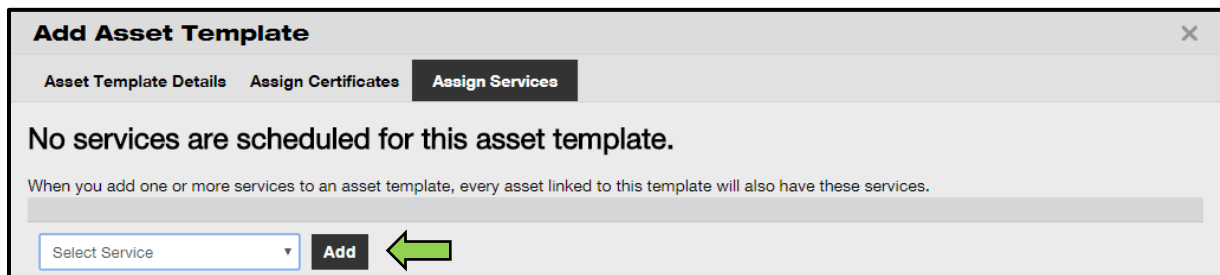 Add Asset Template
Asset Template Details Assign Certificates Assign Services
No services are scheduled for this asset template.
When you add one or more services to an asset template, every asset linked to this template will also have these services.
Select Service Add